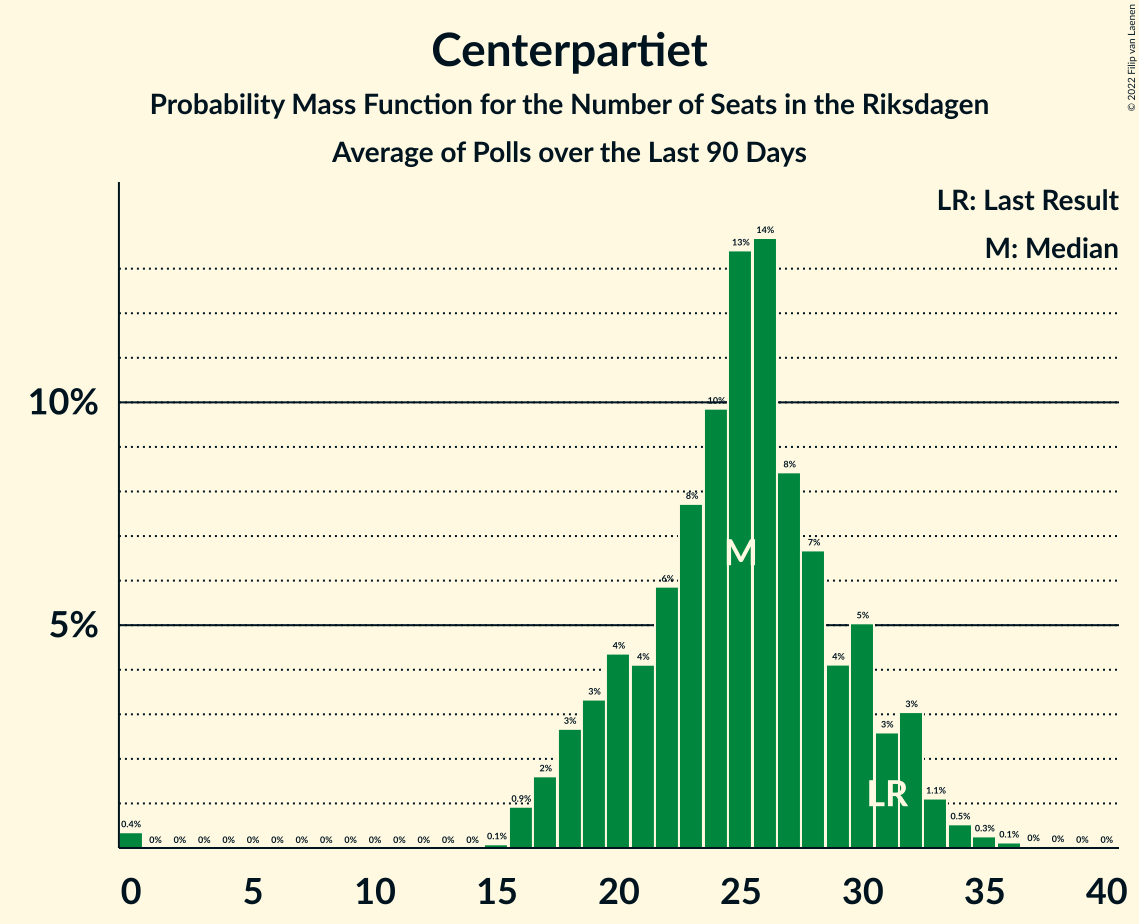 © 2022 Filip van Laenen
Centerpartiet
Probability Mass Function for the Number of Seats in the Riksdagen
Average of Polls over the Last 90 Days
LR: Last Result
M: Median
14%
13%
10%
10%
8%
8%
7%
M
6%
5%
5%
4%
4%
4%
3%
3%
3%
3%
2%
LR
0.9%
1.1%
0.4%
0% 0% 0% 0% 0% 0% 0% 0% 0% 0% 0% 0% 0% 0% 0.1%
0.5%
0.3%
0.1%
0% 0% 0% 0%
0 5 10 15 20 25 30 35 40